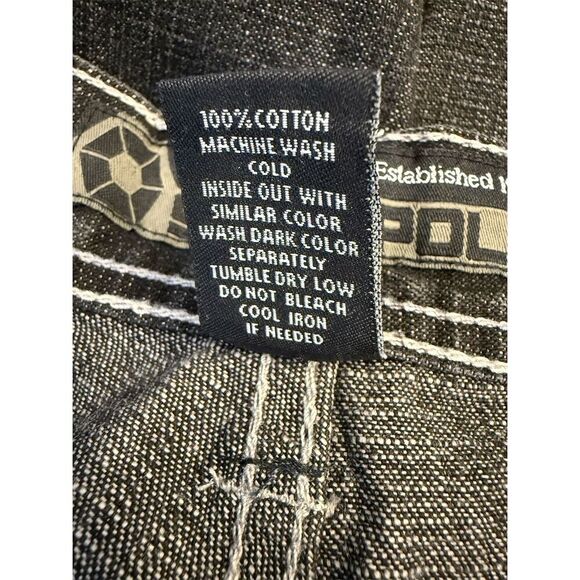 100% COTTON
MACHINE WASH
COLD
INSIDE OUT WITH
SIMILAR COLOR
WASH DARK COLOR
SEPARATELY
TUMBLE DRY LOW
DO NOT BLEACH
COOL IRON
IF NEEDED
Established